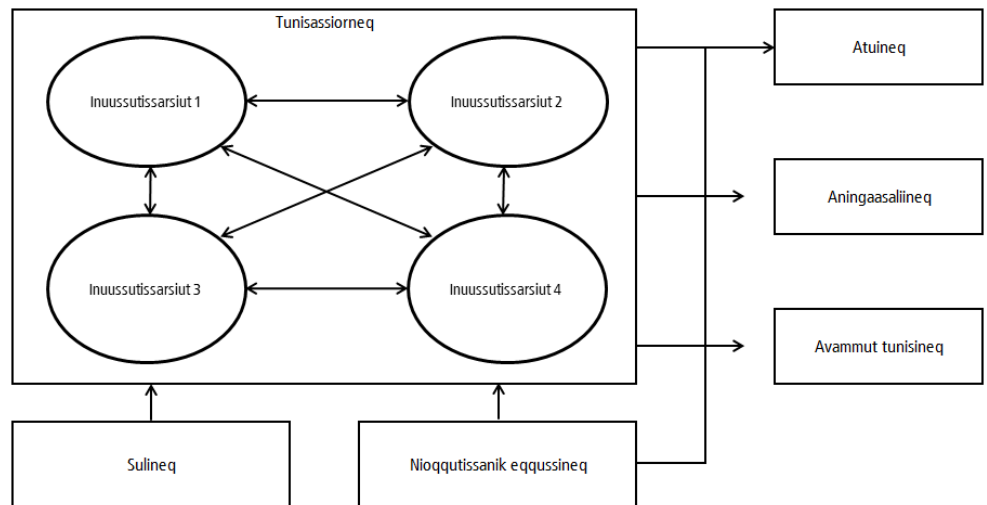 Tunisassiorneq
Inuussutissarsiut 1
Inuussutissarsiut 2
Inuussutissarsiut 3
Inuussutissarsiut 4
Atuineq
Aningaasaliineq
Avammut tunisineq
Sulineq
Nioqqutissanik eqqussineq